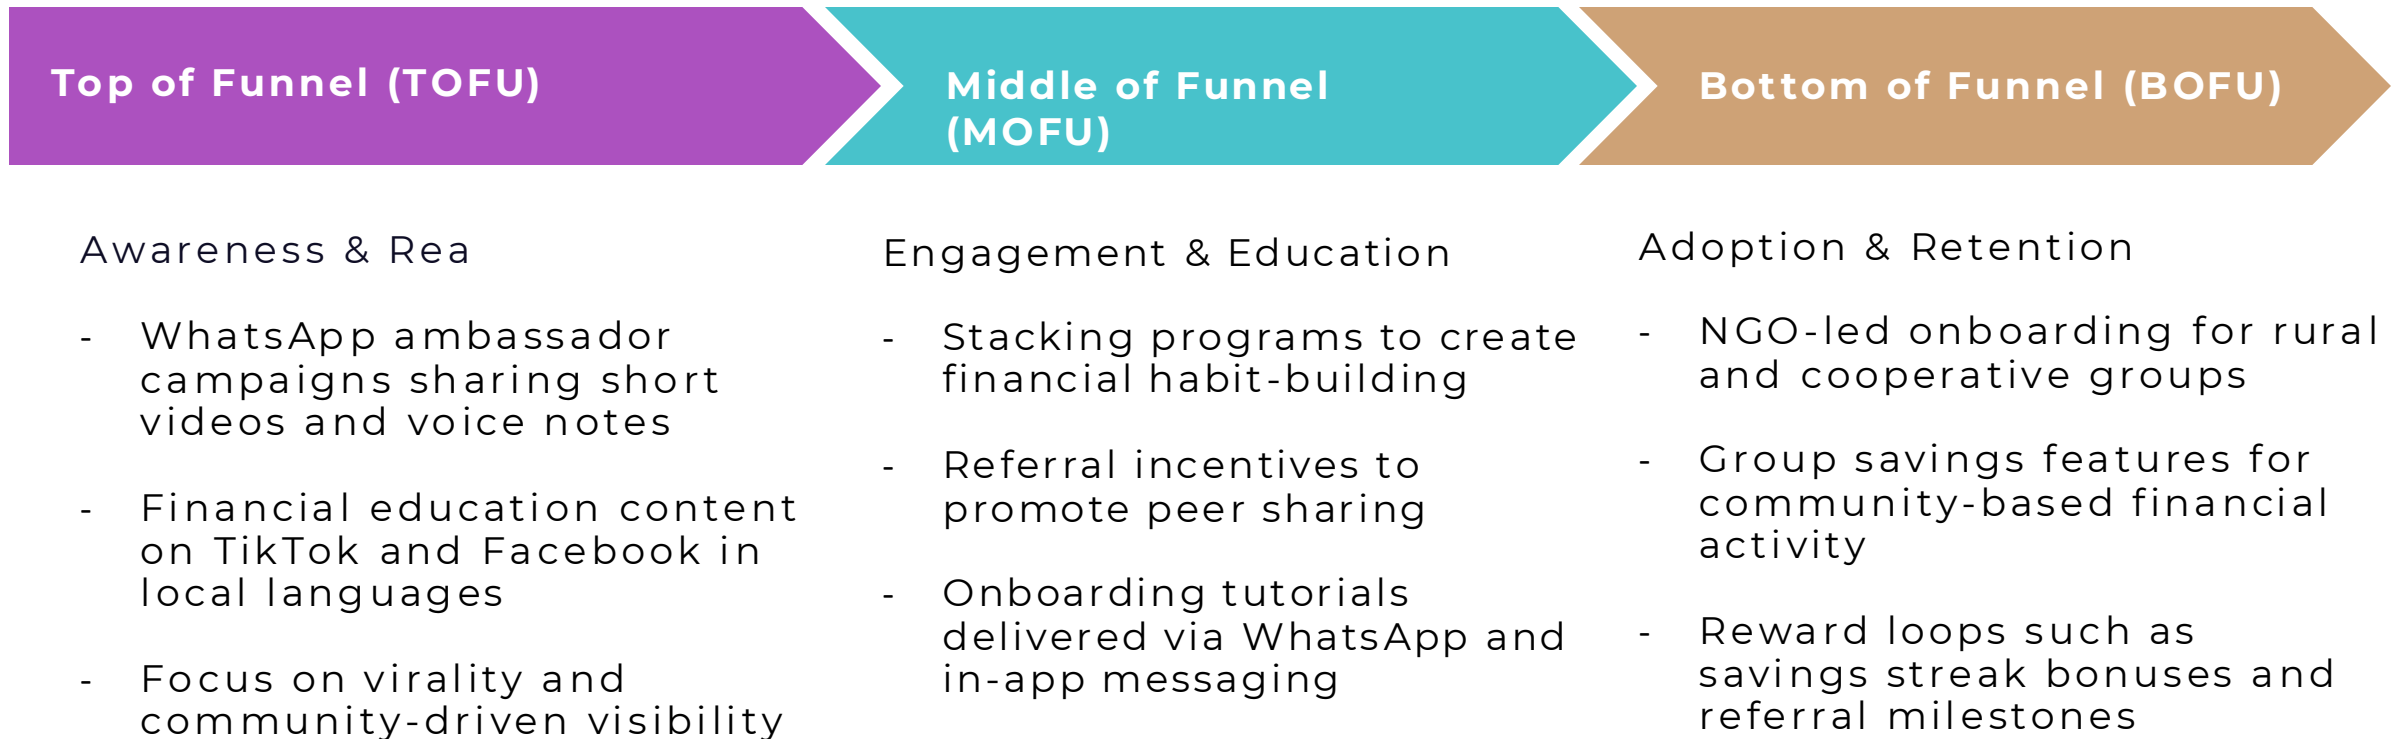 Top of Funnel (TOFU)
Middle of Funnel
(MOFU)
Bottom of Funnel (BOFU)
Awareness & Rea
- WhatsApp ambassador
campaigns sharing short
videos and voice notes
- Financial education content
on TikTok and Facebook in
local languages
- Focus on virality and
community-driven visibility
Engagement & Education
- Stacking programs to create
financial habit-building
- Referral incentives to
promote peer sharing
- Onboarding tutorials
delivered via WhatsApp and
in-app messaging
Adoption & Retention
- NGO-led onboarding for rural
and cooperative groups
- Group savings features for
community-based financial
activity
- Reward loops such as
savings streak bonuses and
referral milestones